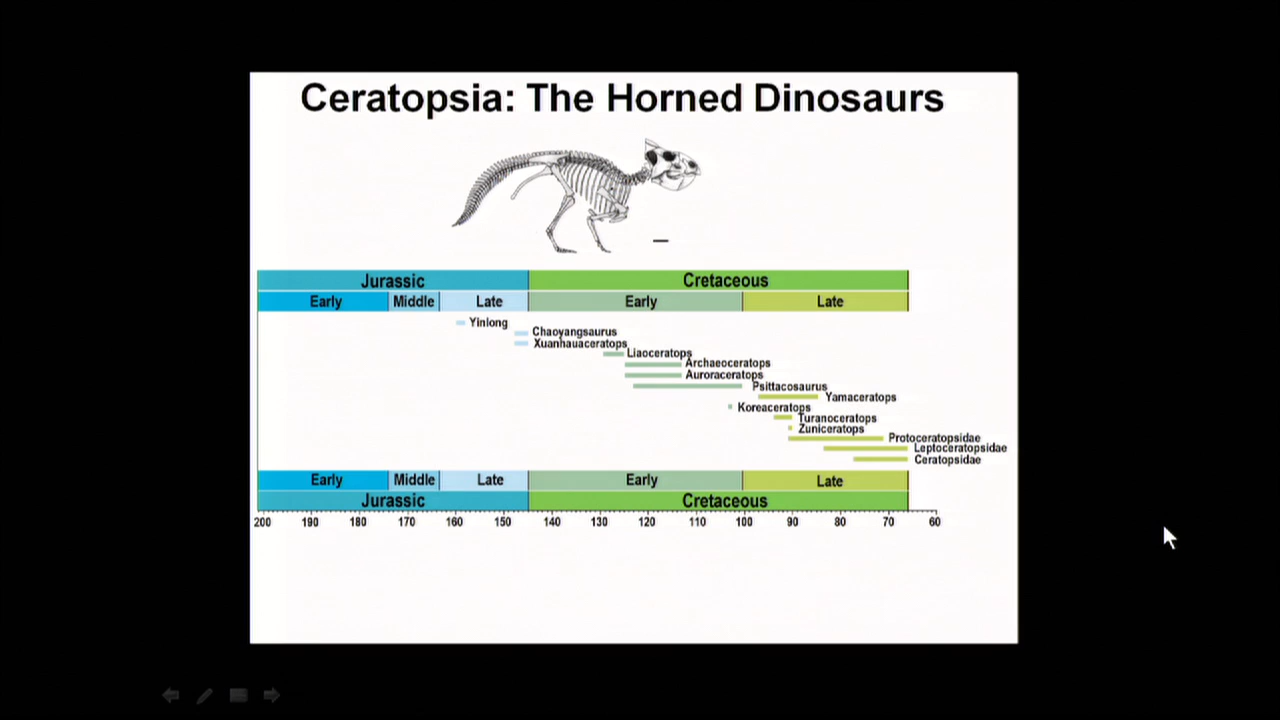 Ceratopsia: The Horned Dinosaurs
Jurassic Cretaceous
Early Middle Late Early Late
Yinlong
Chaoyangsaurus
Xuanhauaceratops
Liaoceratops
Archaeoceratops
Auroraceratops
Psittacosaurus
Yamaceratops
Koreaceratops
Turanoceratops
Zuniceratops
Protoceratopsidae
Leptoceratopsidae
Ceratopsidae
Early Middle Late Early Late
Jurassic Cretaceous
200 190 180 170 160 150 140 130 120 110 100 90 80 70 60